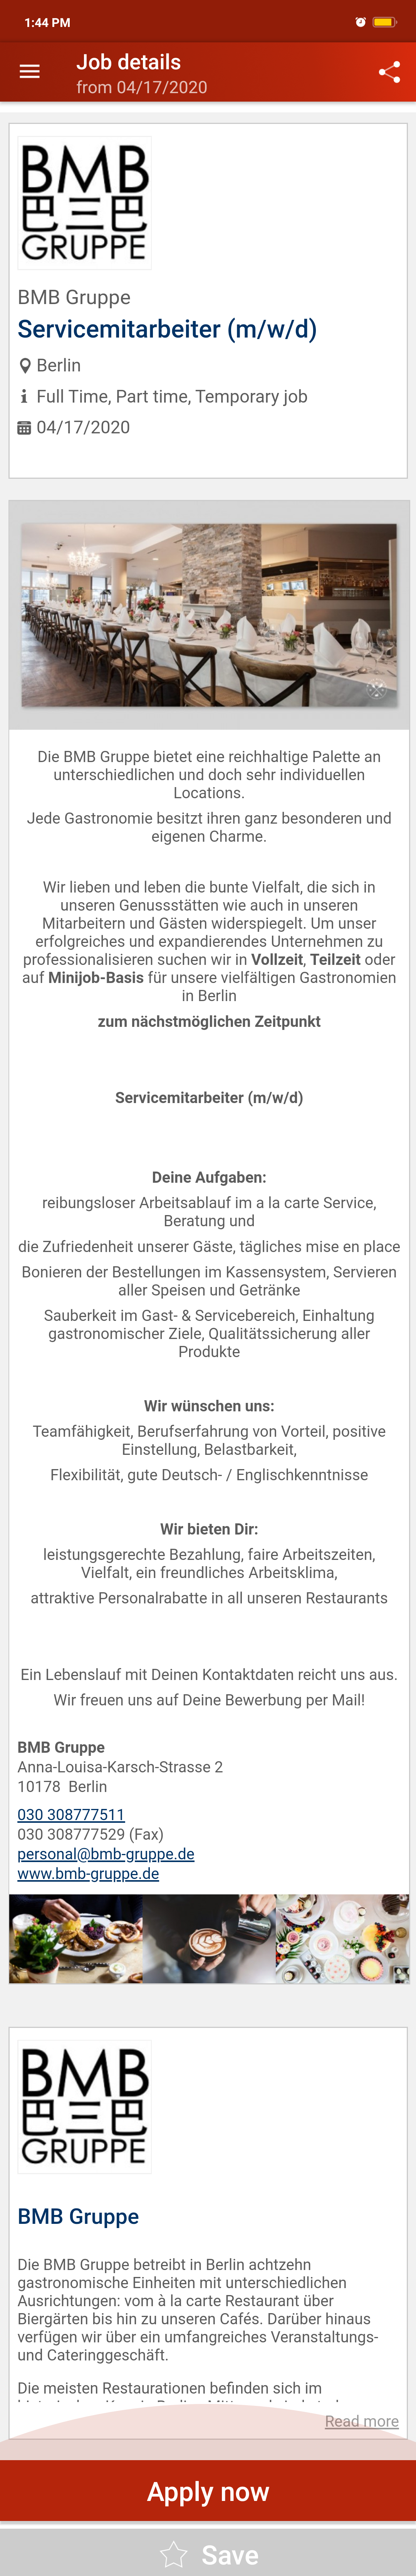 1:44 PM
Job details
from 04/17/2020
BMB
巴三巴
GRUPPE
BMB Gruppe
Servicemitarbeiter (m/w/d)
Berlin
Full Time, Part time, Temporary job
04/17/2020
Die BMB Gruppe bietet eine reichhaltige Palette an
unterschiedlichen und doch sehr individuellen
Locations.
Jede Gastronomie besitzt ihren ganz besonderen und
eigenen Charme.
Wir lieben und leben die bunte Vielfalt, die sich in
unseren Genussstätten wie auch in unseren
Mitarbeitern und Gästen widerspiegelt. Um unser
erfolgreiches und expandierendes Unternehmen zu
professionalisieren suchen wir in Vollzeit, Teilzeit oder
auf Minijob-Basis für unsere vielfältigen Gastronomien
in Berlin
zum nächstmöglichen Zeitpunkt
Servicemitarbeiter (m/w/d)
Deine Aufgaben:
reibungsloser Arbeitsablauf im a la carte Service,
Beratung und
die Zufriedenheit unserer Gäste, tägliches mise en place
Bonieren der Bestellungen im Kassensystem, Servieren
aller Speisen und Getränke
Sauberkeit im Gast- & Servicebereich, Einhaltung
gastronomischer Ziele, Qualitätssicherung aller
Produkte
Wir wünschen uns:
Teamfähigkeit, Berufserfahrung von Vorteil, positive
Einstellung, Belastbarkeit,
Flexibilität, gute Deutsch- / Englischkenntnisse
Wir bieten Dir:
leistungsgerechte Bezahlung, faire Arbeitszeiten,
Vielfalt, ein freundliches Arbeitsklima,
attraktive Personalrabatte in all unseren Restaurants
Ein Lebenslauf mit Deinen Kontaktdaten reicht uns aus.
Wir freuen uns auf Deine Bewerbung per Mail!
BMB Gruppe
Anna-Louisa-Karsch-Strasse 2
10178 Berlin
030 308777511
030 308777529 (Fax)
personal@bmb-gruppe.de
www.bmb-gruppe.de
BMB
巴三巴
GRUPPE
BMB Gruppe
Die BMB Gruppe betreibt in Berlin achtzehn
gastronomische Einheiten mit unterschiedlichen
Ausrichtungen: vom à la carte Restaurant über
Biergärten bis hin zu unseren Cafés. Darüber hinaus
verfügen wir über ein umfangreiches Veranstaltungs-
und Cateringgeschäft.
Die meisten Restaurationen befinden sich im
Read more
Apply now
Save